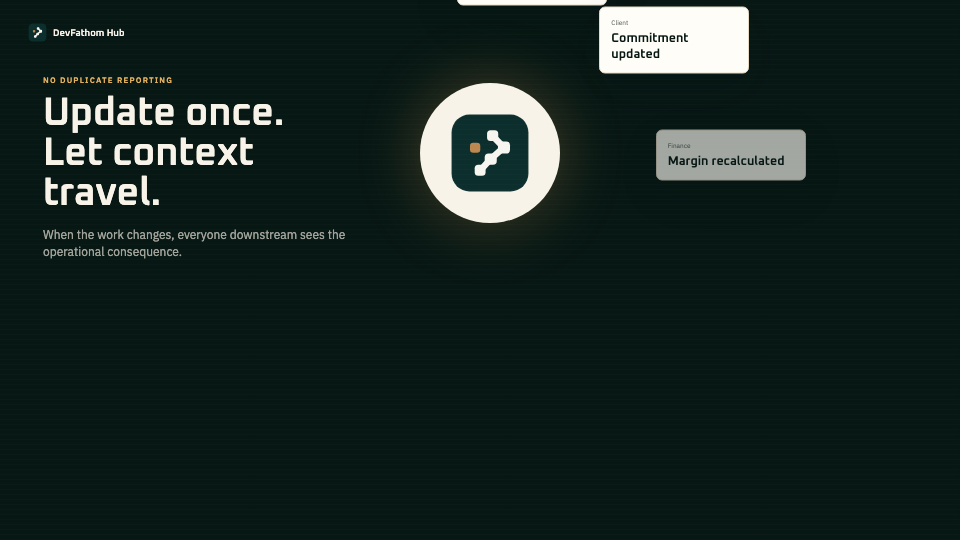 DevFathom Hub
NO DUPLICATE REPORTING
Update once.
Let context
travel.
When the work changes, everyone downstream sees the
operational consequence.
Client
Commitment
updated
Finance
Margin recalculated